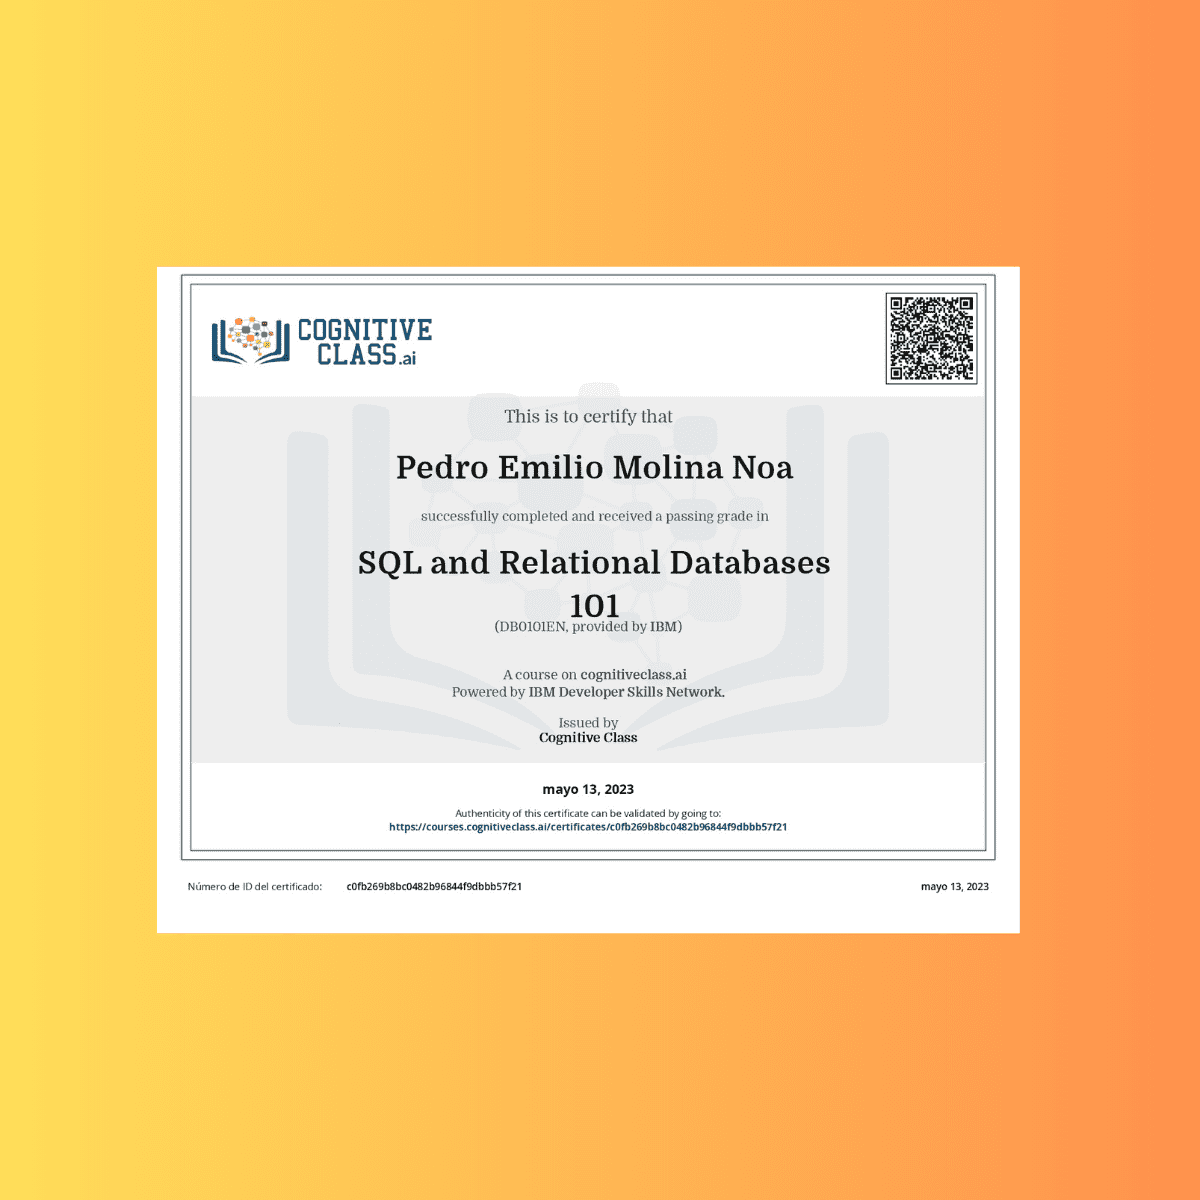 COGNITIVE
CLASS.ai
This is to certify that
Pedro Emilio Molina Noa
successfully completed and received a passing grade in
SQL and Relational Databases
101
(DB0101EN, provided by IBM)
A course on cognitiveclass.ai
Powered by IBM Developer Skills Network.
Issued by
Cognitive Class
mayo 13, 2023
Authenticity of this certificate can be validated by going to:
https://courses.cognitiveclass.ai/certificates/c0fb269b8bc0482b96844f9dbbb57f21
Número de ID del certificado: c0fb269b8bc0482b96844f9dbbb57f21 mayo 13, 2023